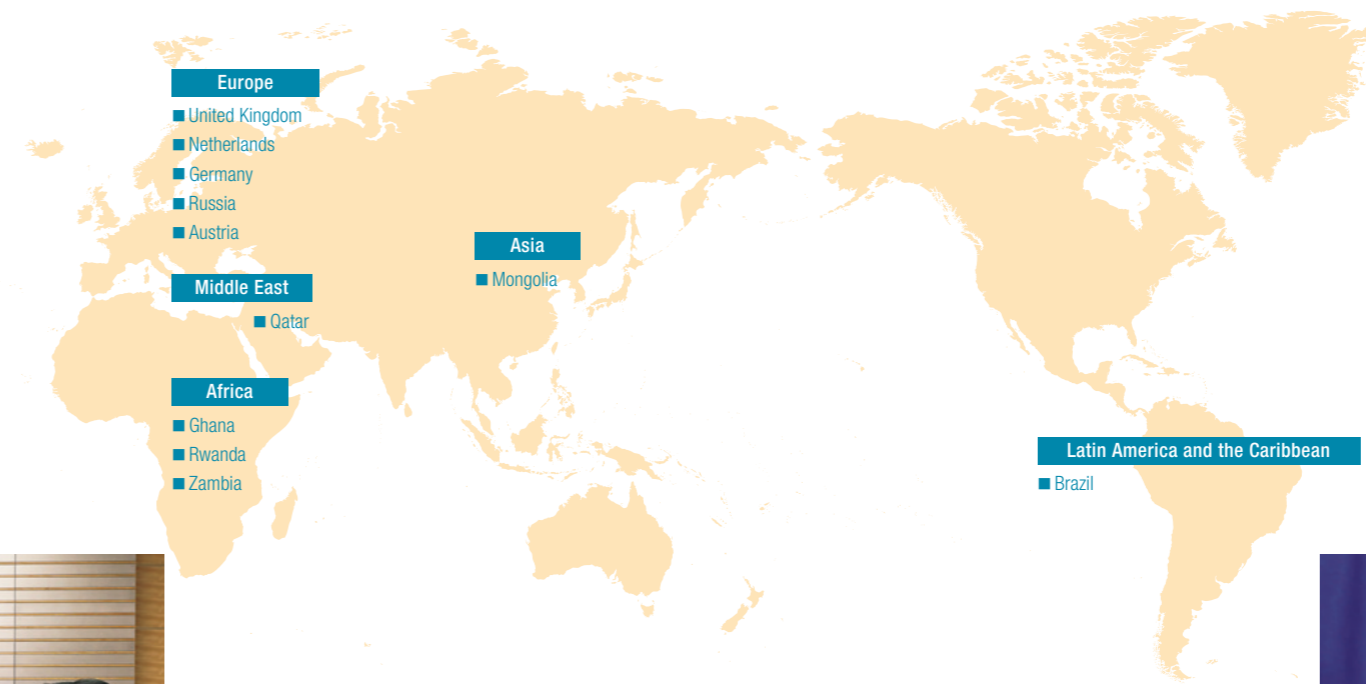 Europe
United Kingdom
Netherlands
Germany
Russia
Austria
Middle East
Qatar
Africa
Ghana
Rwanda
Zambia
Asia
Mongolia
Latin America and the Caribbean
Brazil